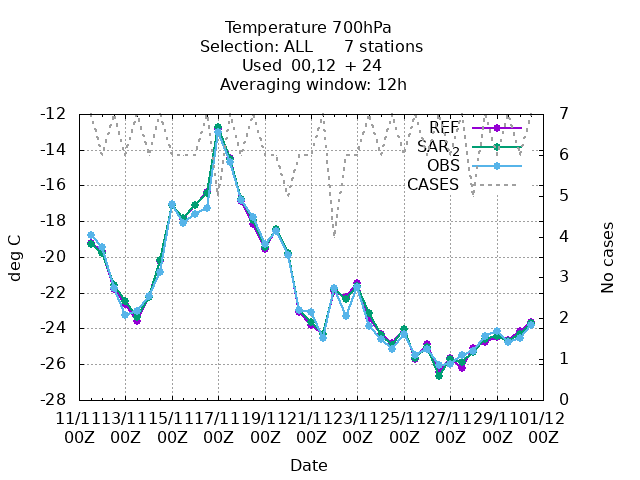 Temperature 700hPa
Selection: ALL 7 stations
Used 00,12 + 24
Averaging window: 12h
-12
-14
-16
-18
-20
-22
-24
-26
-28
deg C
7
6
5
4
3
2
1
0
No cases
REF
SAR,2
OBS
CASES
11/11 13/11 15/11 17/11 19/11 21/11 23/11 25/11 27/11 29/11 01/12
00Z 00Z 00Z 00Z 00Z 00Z 00Z 00Z 00Z 00Z 00Z
Date